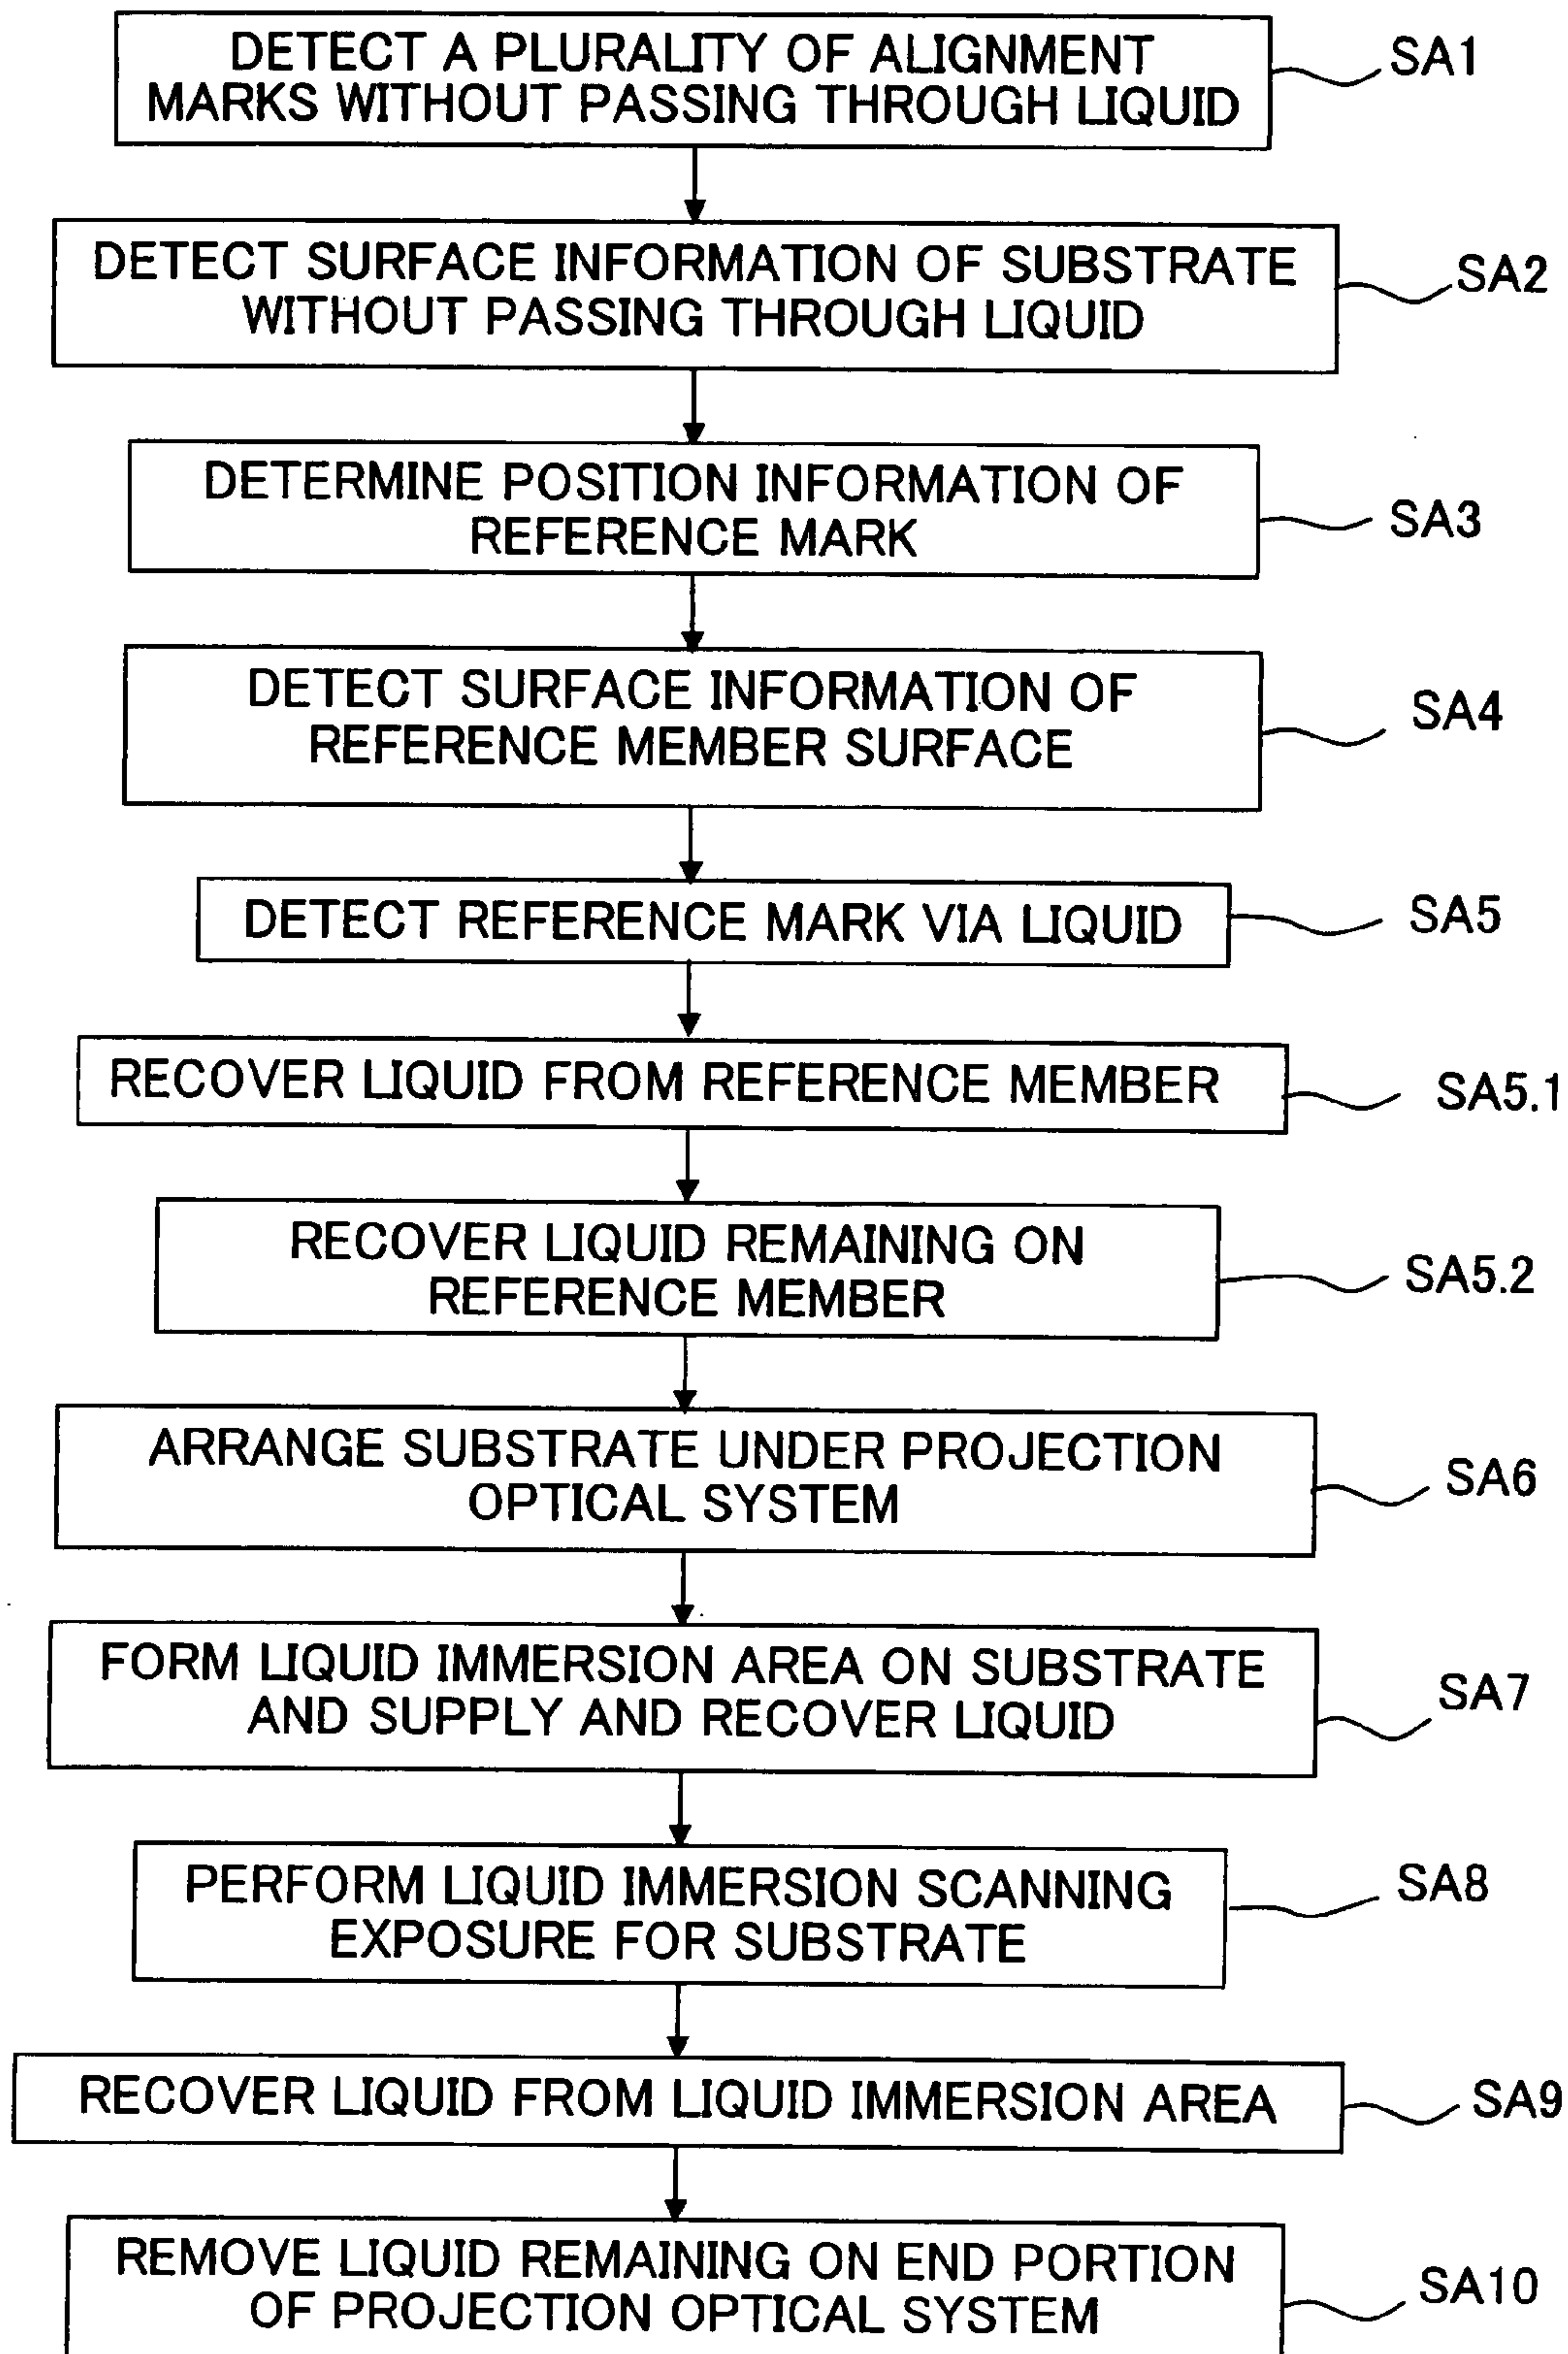 DETECT A PLURALITY OF ALIGNMENT
MARKS WITHOUT PASSING THROUGH LIQUID
SA1
DETECT SURFACE INFORMATION OF SUBSTRATE
WITHOUT PASSING THROUGH LIQUID
SA2
DETERMINE POSITION INFORMATION OF
REFERENCE MARK
SA3
DETECT SURFACE INFORMATION OF
REFERENCE MEMBER SURFACE
SA4
DETECT REFERENCE MARK VIA LIQUID
SA5
RECOVER LIQUID FROM REFERENCE MEMBER
SA5.1
RECOVER LIQUID REMAINING ON
REFERENCE MEMBER
SA5.2
ARRANGE SUBSTRATE UNDER PROJECTION
OPTICAL SYSTEM
SA6
FORM LIQUID IMMERSION AREA ON SUBSTRATE
AND SUPPLY AND RECOVER LIQUID
SA7
PERFORM LIQUID IMMERSION SCANNING
EXPOSURE FOR SUBSTRATE
SA8
RECOVER LIQUID FROM LIQUID IMMERSION AREA
SA9
REMOVE LIQUID REMAINING ON END PORTION
OF PROJECTION OPTICAL SYSTEM
SA10